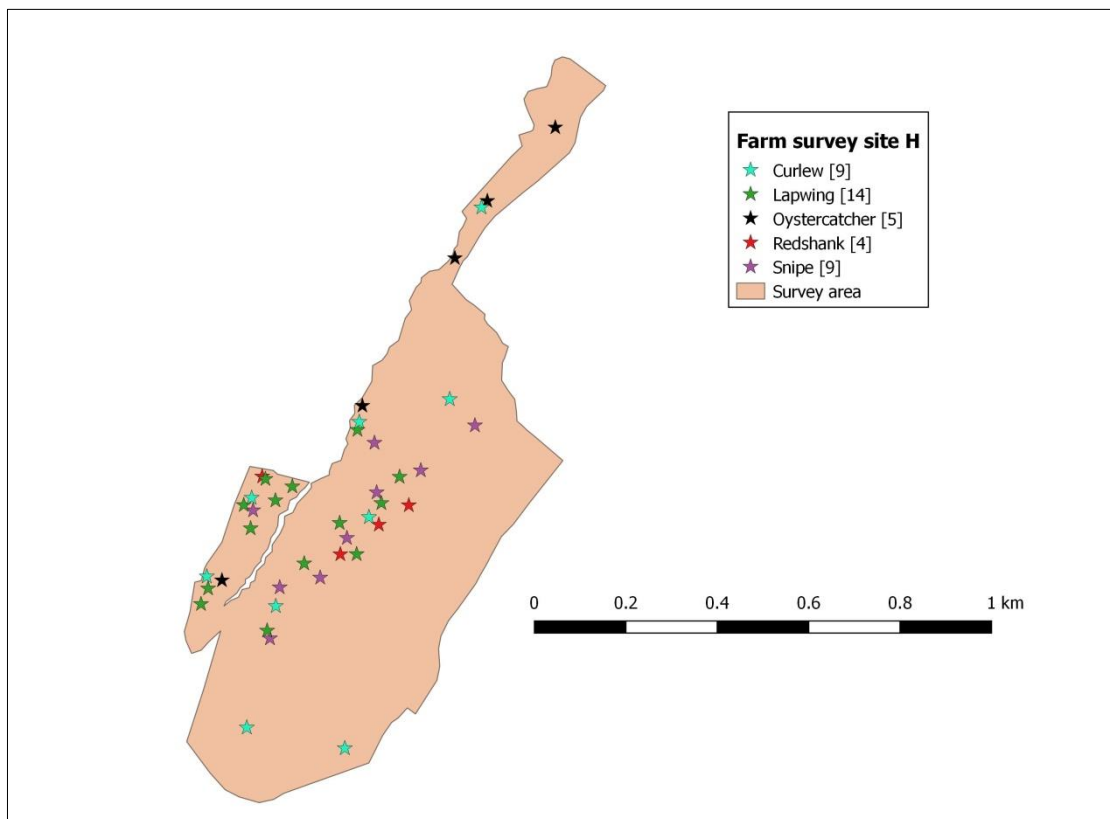 Farm survey site H
Curlew [9]
Lapwing [14]
Oystercatcher [5]
Redshank [4]
Snipe [9]
Survey area
0 0.2 0.4 0.6 0.8 1 km